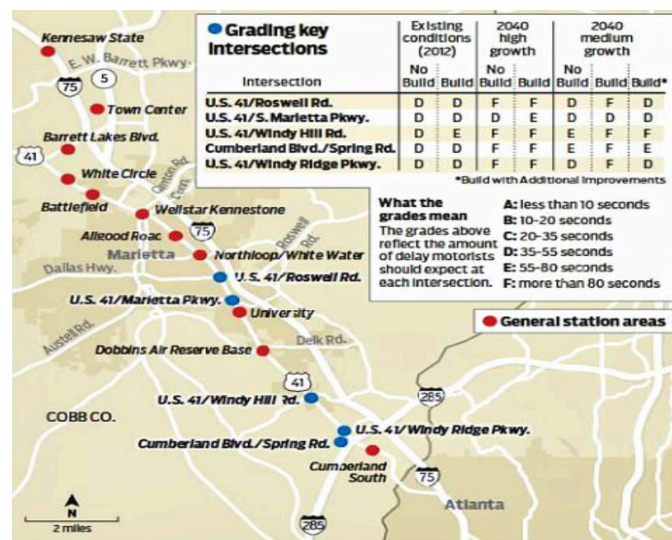 Grading key
Intersections
Existing conditions (2012)
2040 high growth
2040 medium growth
Intersection No Build Build No Build Build No Build Build Build*
U.S. 41/Roswell Rd. D D F F D F D
U.S. 41/S. Marietta Pkwy. D D D E D D D
U.S. 41/Windy Hill Rd. D E F F E F F
Cumberland Blvd./Spring Rd. D D F F E F E
U.S. 41/Windy Ridge Pkwy. D D F F D F D
*Build with Additional Improvements
What the
grades mean
The grades above
reflect the amount
of delay motorists
should expect at
each intersection.
A: less than 10 seconds
B: 10-20 seconds
C: 20-35 seconds
D: 35-55 seconds
E: 55-80 seconds
F: more than 80 seconds
General station areas
Kennesaw State
E. W. Barrett Pkwy.
75
5
Town Center
Barrett Lakes Blvd.
41
White Circle
Battlefield
Wellstar Kennestone
75
Allgood Roac
Marietta
Northloop/White Water
Roswell Rd.
Dallas Hwy.
U.S. 41/Roswell Rd.
U.S. 41/Marietta Pkwy.
University
Austell Rd.
Dobbins Air Reserve Base
Delk Rd.
41
285
U.S. 41/Windy Hill Rd.
COBB CO.
U.S. 41/Windy Ridge Pkwy.
Cumberland Blvd./Spring Rd.
Cumberland
South
75
Atlanta
285
N
2 miles